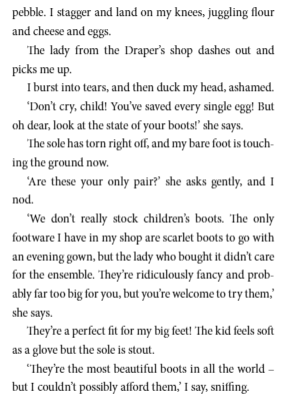 pebble. I stagger and land on my knees, juggling flour
and cheese and eggs.
The lady from the Draper's shop dashes out and
picks me up.
I burst into tears, and then duck my head, ashamed.
'Don't cry, child! You've saved every single egg! But
oh dear, look at the state of your boots!' she says.
The sole has torn right off, and my bare foot is touch-
ing the ground now.
'Are these your only pair?' she asks gently, and I
nod.
'We don't really stock children's boots. The only
footware I have in my shop are scarlet boots to go with
an evening gown, but the lady who bought it didn't care
for the ensemble. They're ridiculously fancy and prob-
ably far too big for you, but you're welcome to try them,'
she says.
They're a perfect fit for my big feet! The kid feels soft
as a glove but the sole is stout.
'They're the most beautiful boots in all the world –
but I couldn't possibly afford them,' I say, sniffing.